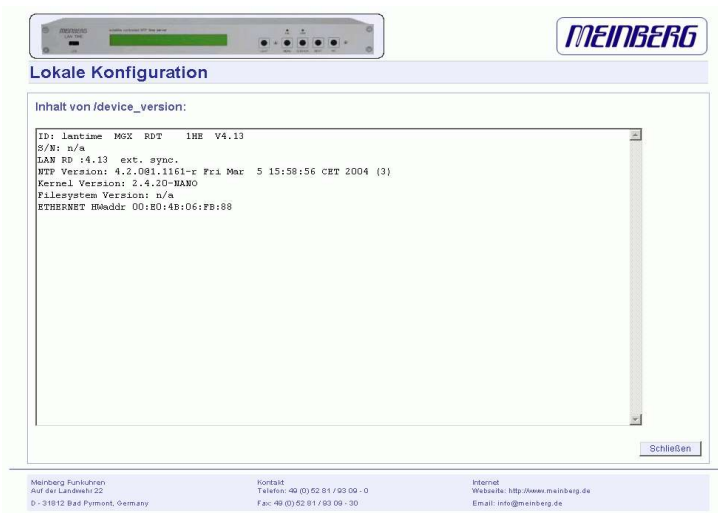 MEINBERG
LAN TIME
MEINBERG
Lokale Konfiguration
Inhalt von /device_version:
ID: lantime  MGX  RDT    1HE  V4.13
S/N: n/a
LAN RD :4.13  ext. sync.
NTP Version: 4.2.0@1.1161-r Fri Mar  5 15:58:56 CET 2004 (3)
Kernel Version: 2.4.20-NANO
Filesystem Version: n/a
ETHERNET HWaddr 00:E0:4B:06:FB:88
Schließen
Meinberg Funkuhren
Auf der Landwehr 22
D - 31812 Bad Pyrmont, Germany
Kontakt
Telefon: 49 (0) 52 81 / 93 09 - 0
Fax: 49 (0) 52 81 / 93 09 - 30
Internet
Webseite: http://www.meinberg.de
Email: info@meinberg.de